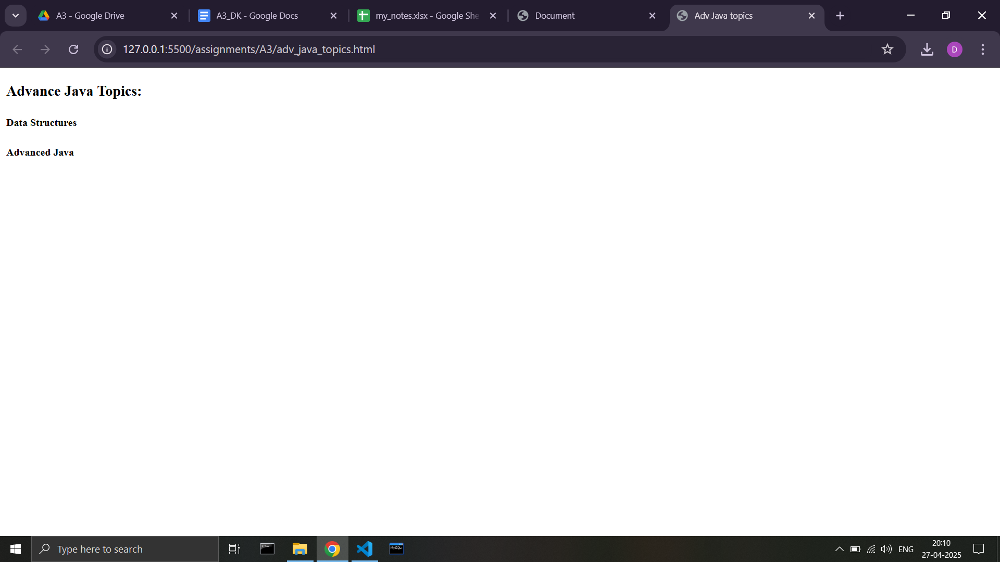 A3 - Google Drive
A3_DK - Google Docs
my_notes.xlsx - Google She
Document
Adv Java topics
127.0.0.1:5500/assignments/A3/adv_java_topics.html
D
Advance Java Topics:
Data Structures
Advanced Java
Type here to search
MySQL
ENG
20:10
27-04-2025